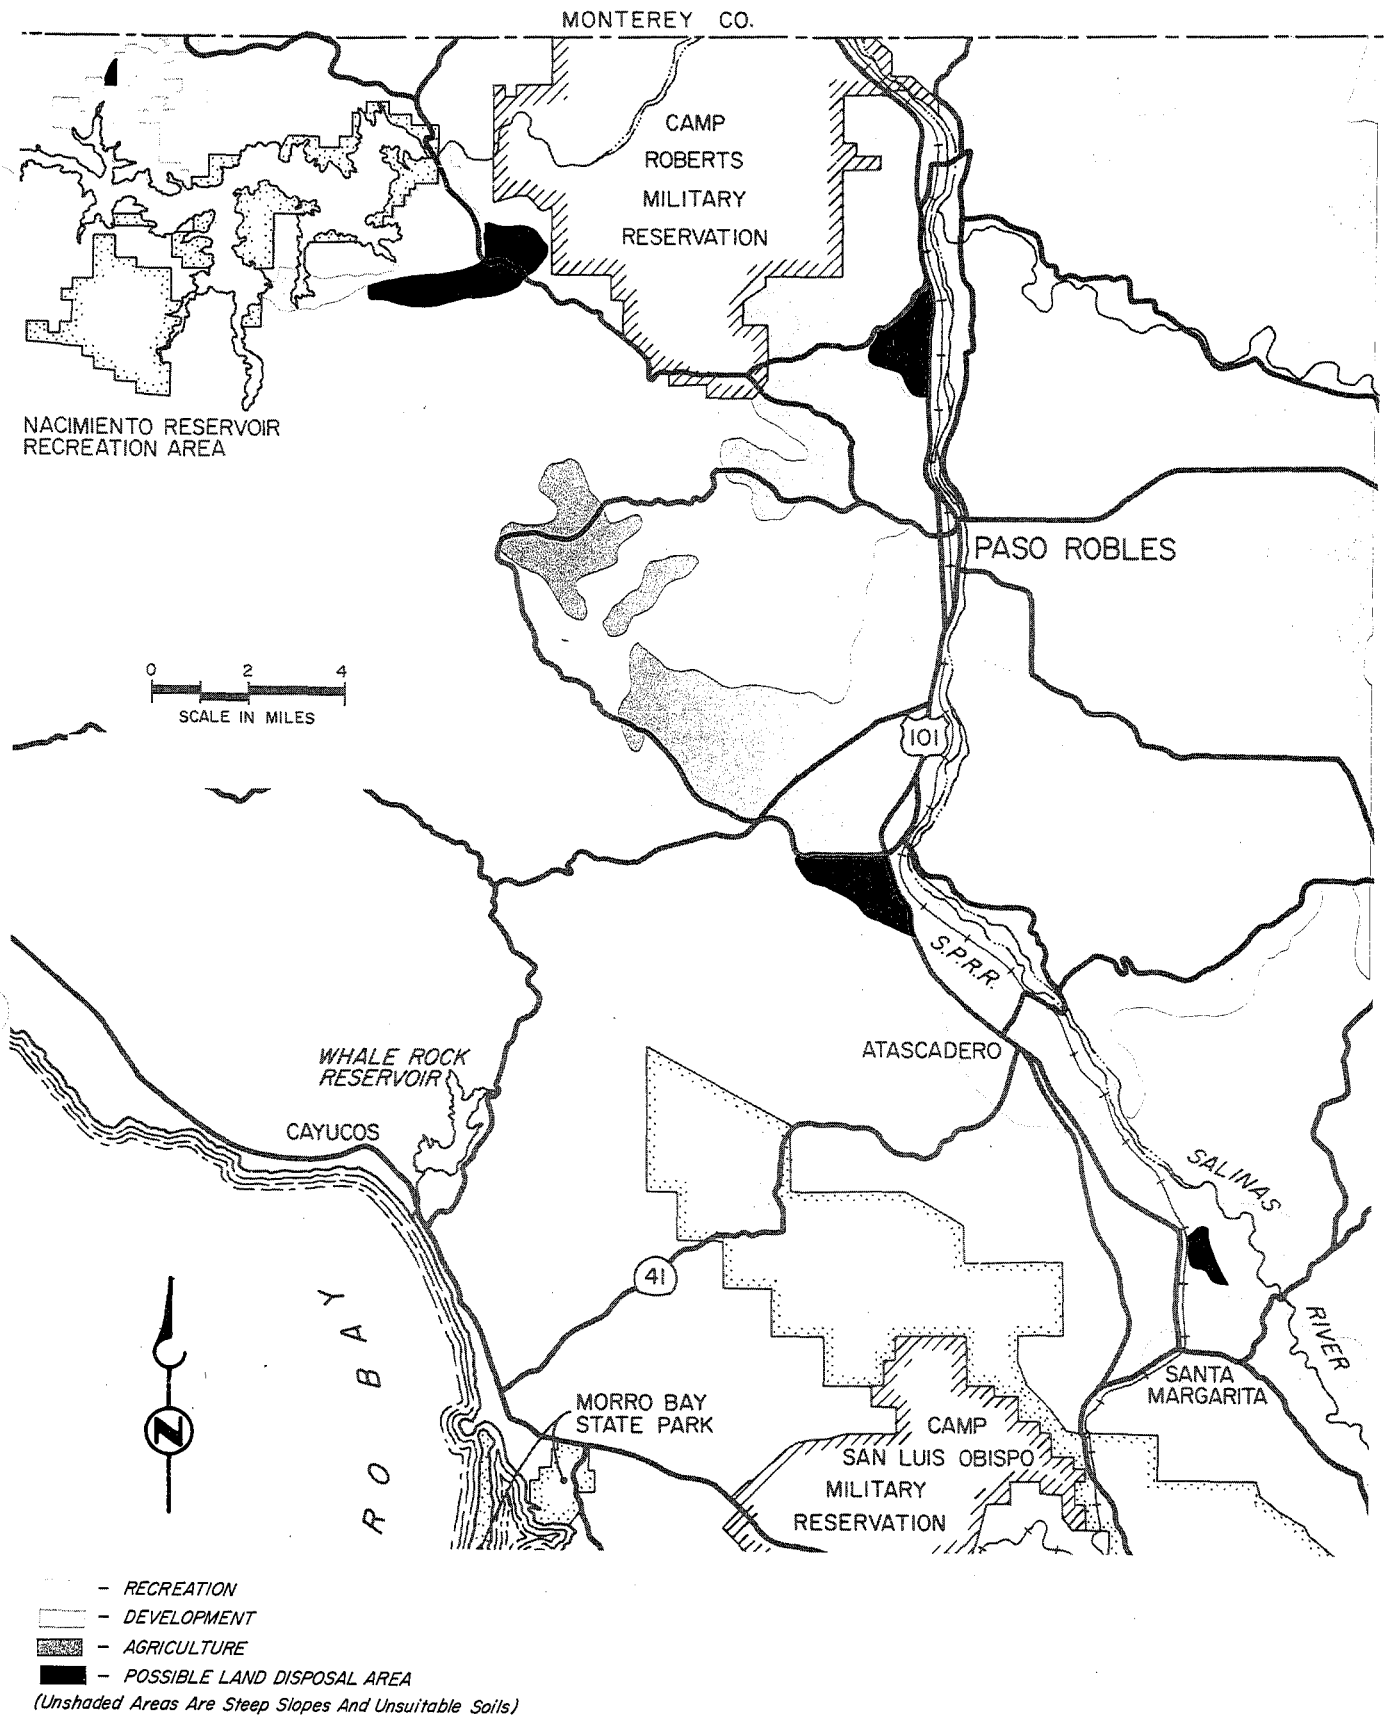 MONTEREY CO.
CAMP
ROBERTS
MILITARY
RESERVATION
NACIMIENTO RESERVOIR
RECREATION AREA
PASO ROBLES
0 2 4
SCALE IN MILES
101
S.P.R.R.
ATASCADERO
WHALE ROCK
RESERVOIR
CAYUCOS
SALINAS
RIVER
41
SANTA
MARGARITA
RO BAY
MORRO BAY
STATE PARK
CAMP
SAN LUIS OBISPO
MILITARY
RESERVATION
N
- RECREATION
- DEVELOPMENT
- AGRICULTURE
- POSSIBLE LAND DISPOSAL AREA
(Unshaded Areas Are Steep Slopes And Unsuitable Soils)